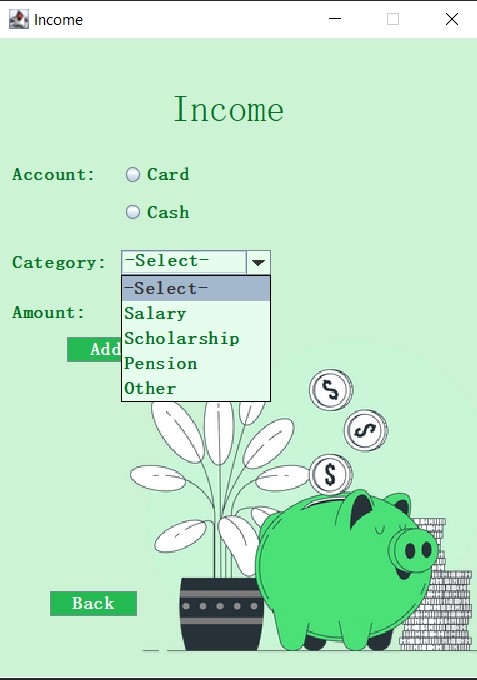 Income
Income
Account:
Card
Cash
Category:
-Select-
-Select-
Salary
Scholarship
Pension
Other
Amount:
Add
$
$
$
Back